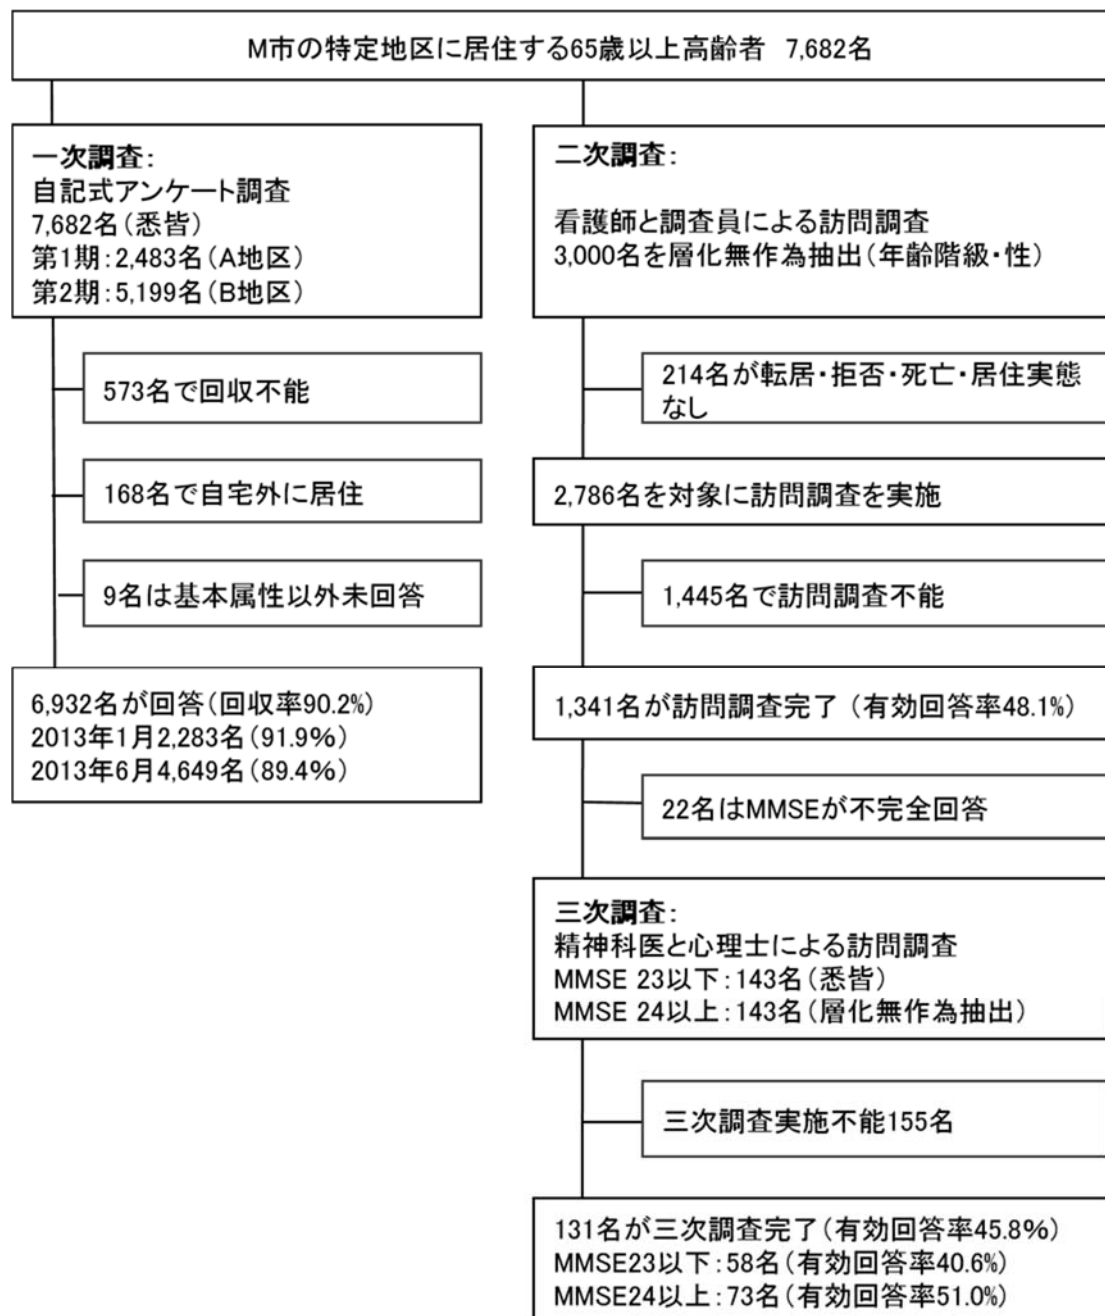 M市の特定地区に居住する65歳以上高齢者 7,682名
一次調査:
自記式アンケート調査
7,682名(悉皆)
第1期:2,483名(A地区)
第2期:5,199名(B地区)
573名で回収不能
168名で自宅外に居住
9名は基本属性以外未回答
6,932名が回答(回収率90.2%)
2013年1月2,283名(91.9%)
2013年6月4,649名(89.4%)
二次調査:
看護師と調査員による訪問調査
3,000名を層化無作為抽出(年齢階級・性)
214名が転居・拒否・死亡・居住実態
なし
2,786名を対象に訪問調査を実施
1,445名で訪問調査不能
1,341名が訪問調査完了 (有効回答率48.1%)
22名はMMSEが不完全回答
三次調査:
精神科医と心理士による訪問調査
MMSE 23以下:143名(悉皆)
MMSE 24以上:143名(層化無作為抽出)
三次調査実施不能155名
131名が三次調査完了(有効回答率45.8%)
MMSE23以下:58名(有効回答率40.6%)
MMSE24以上:73名(有効回答率51.0%)